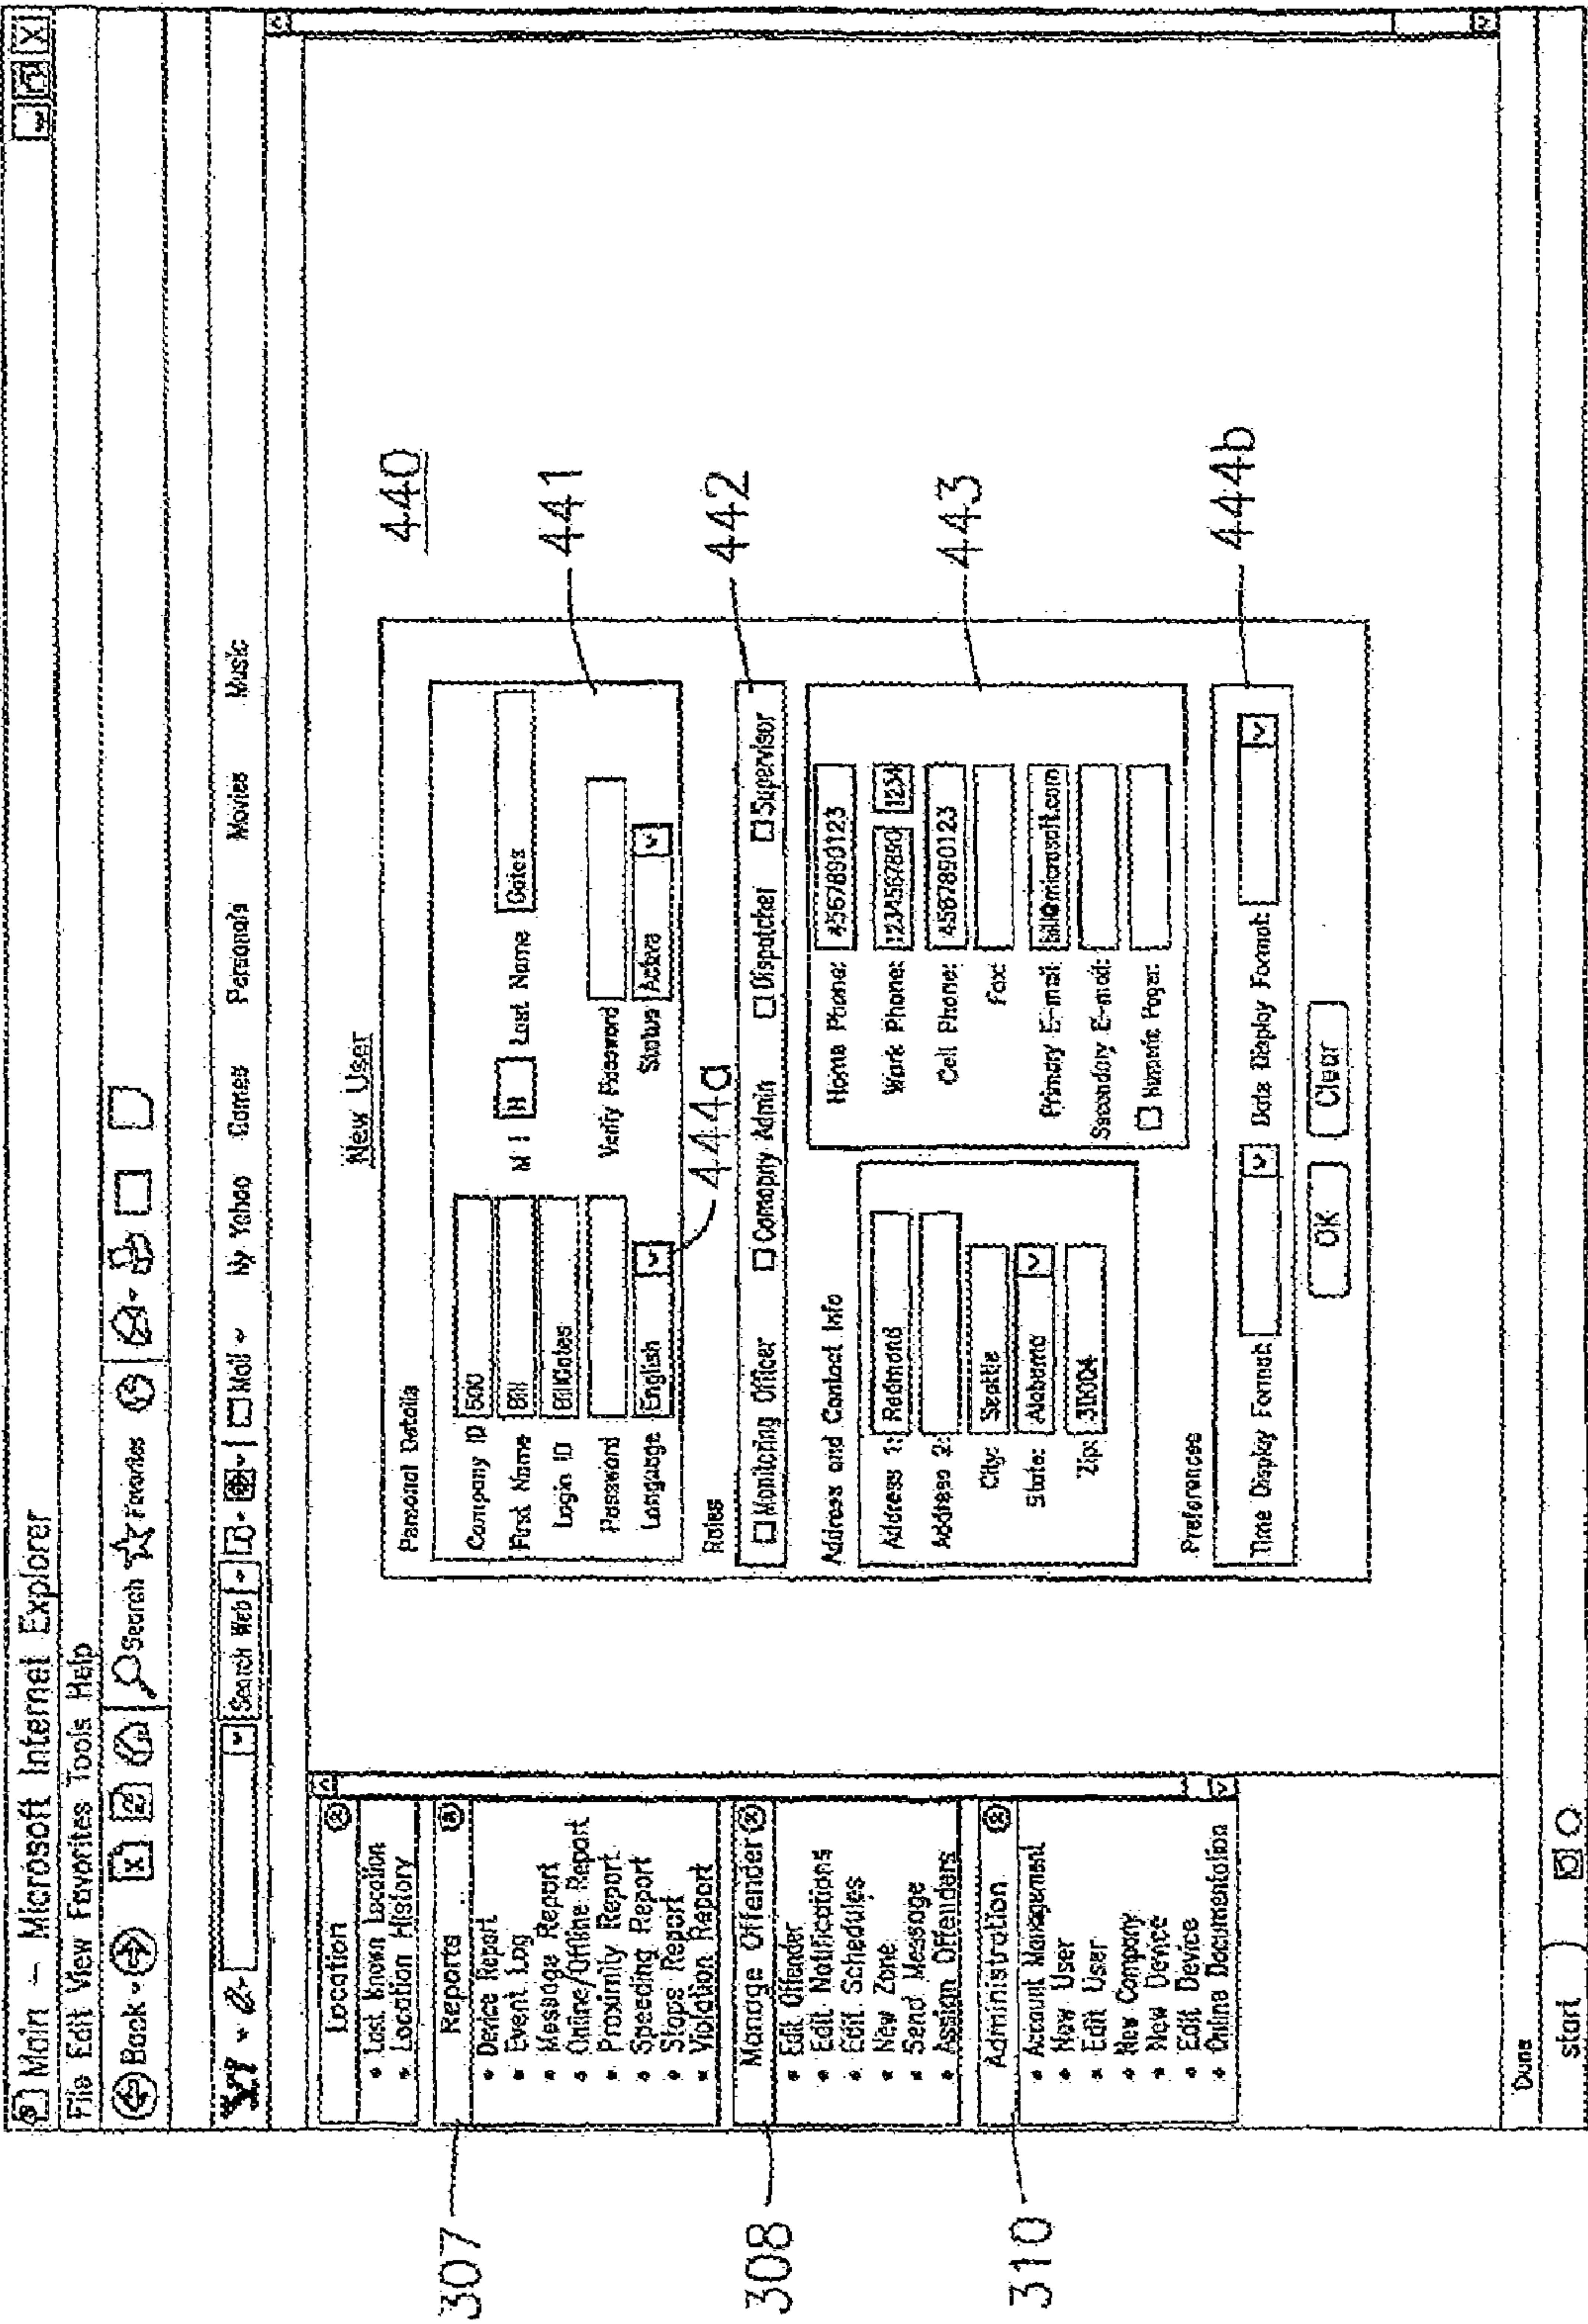 Main - Microsoft Internet Explorer
File Edit View Favorites Tools Help
Back Search Favorites
Y! Search Web Mail My Yahoo Games Personals Movies Music
Location
• Last Known Location
• Location History
307
Reports
• Device Report
• Event Log
• Message Report
• Online/Offline Report
• Proximity Report
• Speeding Report
• Stops Report
• Violation Report
308
Manage Offender
• Edit Offender
• Edit Notifications
• Edit Schedules
• New Zone
• Send Message
• Assign Offenders
310
Administration
• Account Management
• New User
• Edit User
• New Company
• New Device
• Edit Device
• Online Documentation
New User
440
Personal Details
Company ID 500
First Name Bill M I H Last Name Gates
441
Login ID BillGates
Password Verify Password
Language English Status Active
444a
Roles
442
Monitoring Officer Company Admin Dispatcher Supervisor
Address and Contact Info
Address 1: Redmond
Address 2:
City: Seattle
State: Alabama
Zip: 31004
Home Phone: 4567890123
Work Phone: 1234567890 1234
Cell Phone: 4567890123
Fax:
Primary E-mail: bill@microsoft.com
Secondary E-mail:
Numeric Pager:
443
Preferences
Time Display Format: Date Display Format:
444b
OK Clear
Done
start